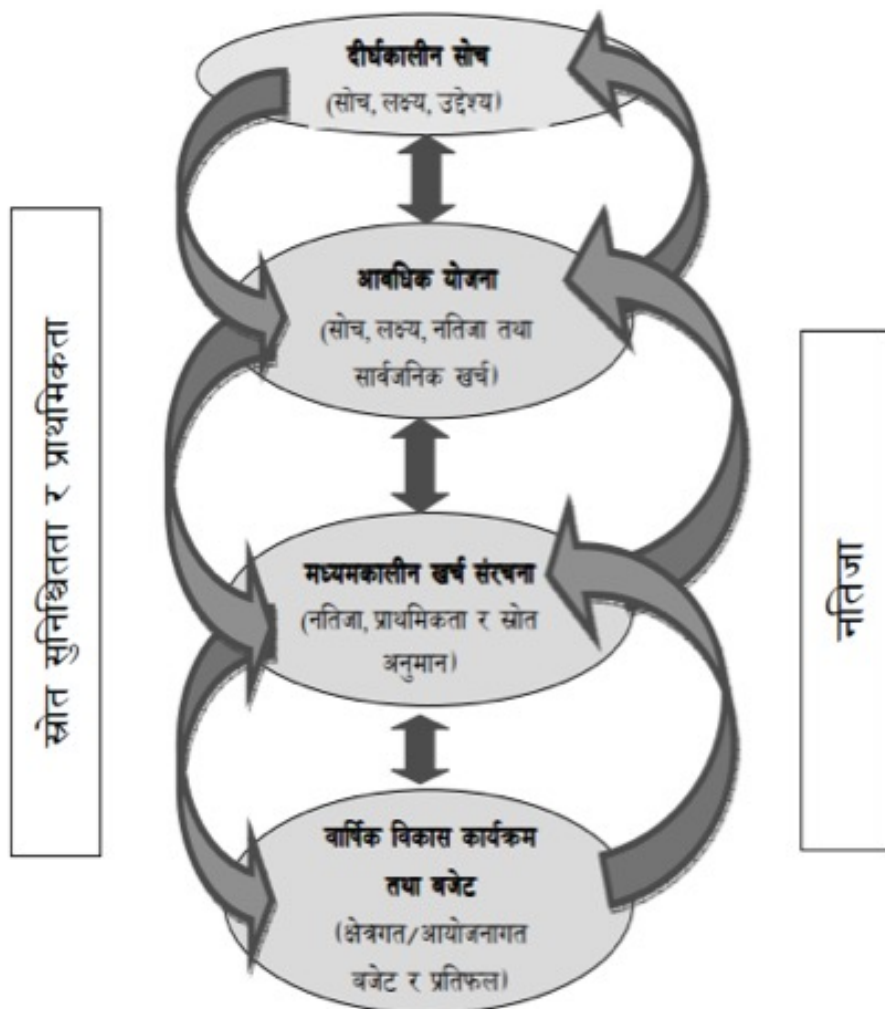 दीर्घकालीन सोच
(सोच, लक्ष्य, उद्देश्य)
आवधिक योजना
(सोच, लक्ष्य, नतिजा तथा
सार्वजनिक खर्च)
मध्यमकालीन खर्च संरचना
(नतिजा, प्राथमिकता र स्रोत
अनुमान)
वार्षिक विकास कार्यक्रम
तथा बजेट
(क्षेत्रगत/आयोजनागत
बजेट र प्रतिफल)
स्रोत सुनिश्चितता र प्राथमिकता
नतिजा